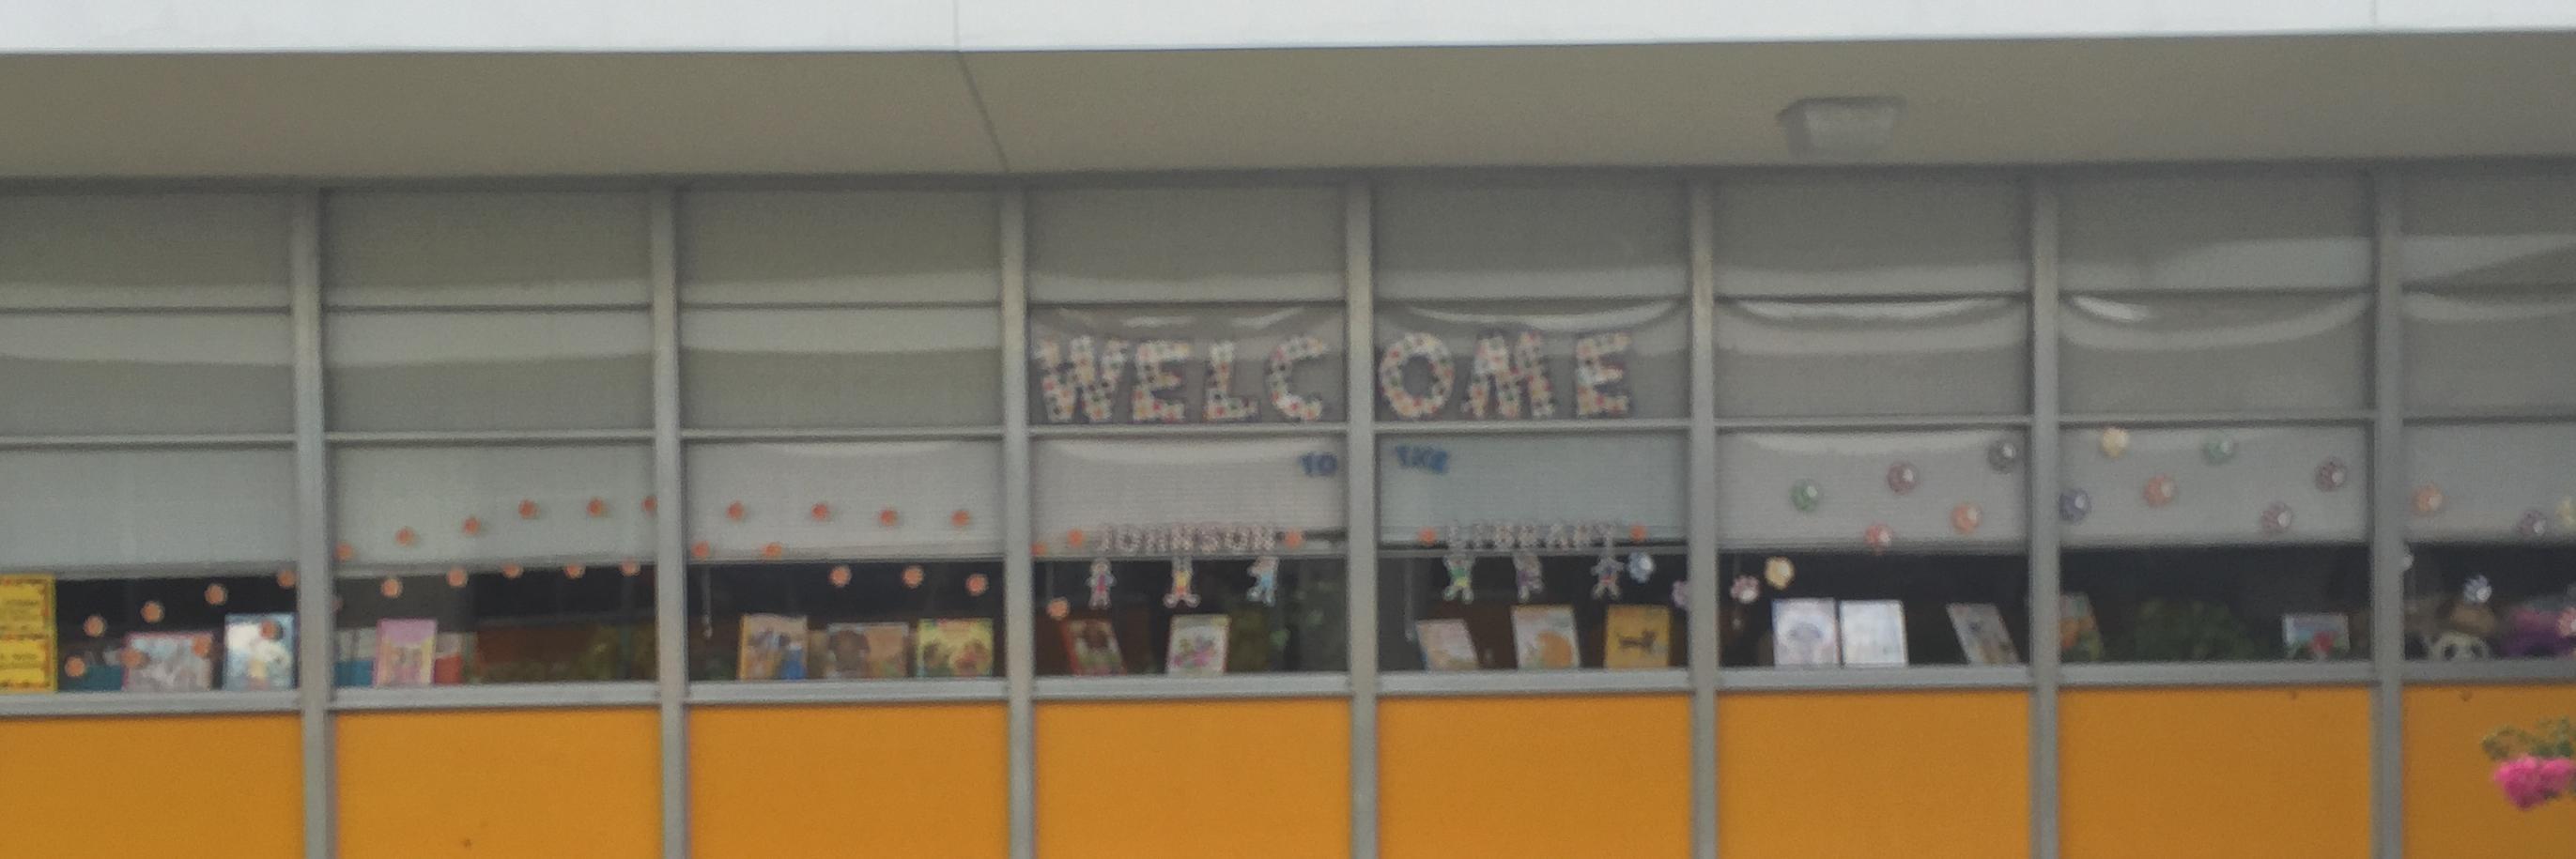 WELCOME
TO THE
JOHNSON LIBRARY